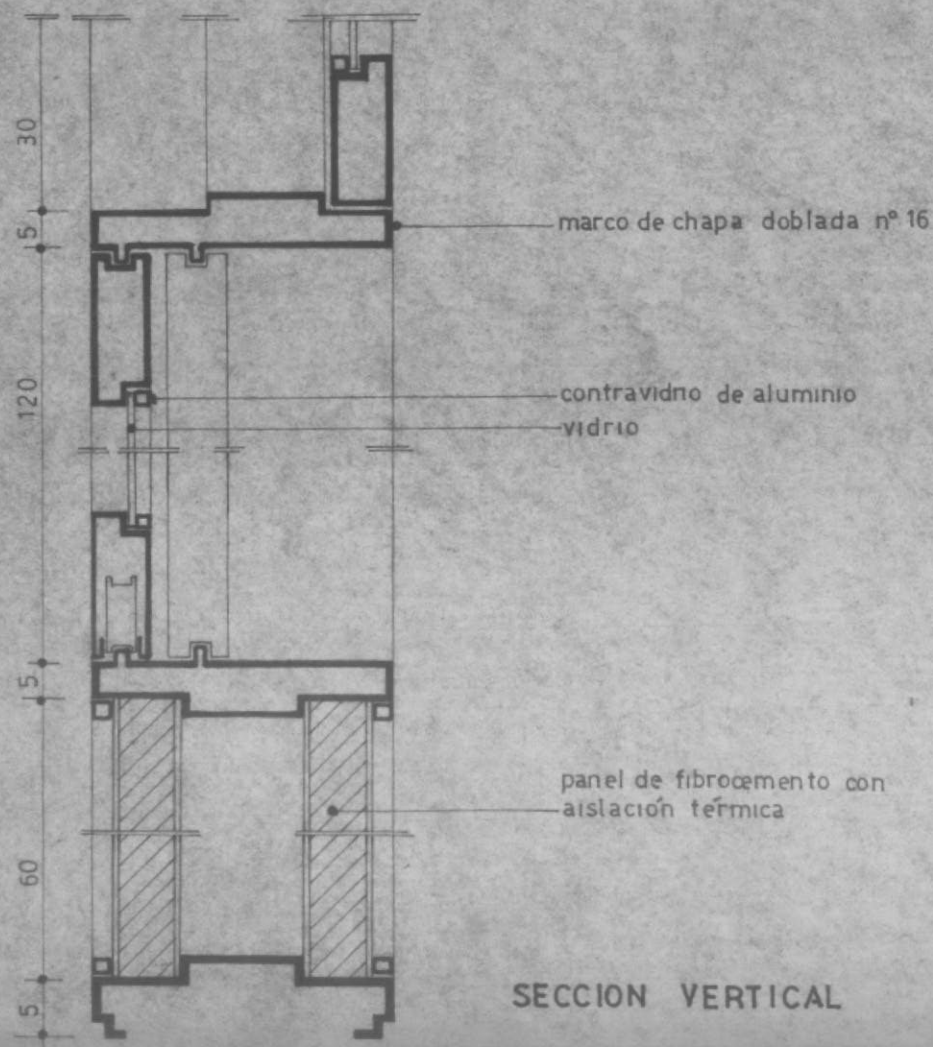 30
5
marco de chapa doblada nº 16
120
contravidrio de aluminio
vidrio
5
panel de fibrocemento con
aislación térmica
60
SECCION VERTICAL
5